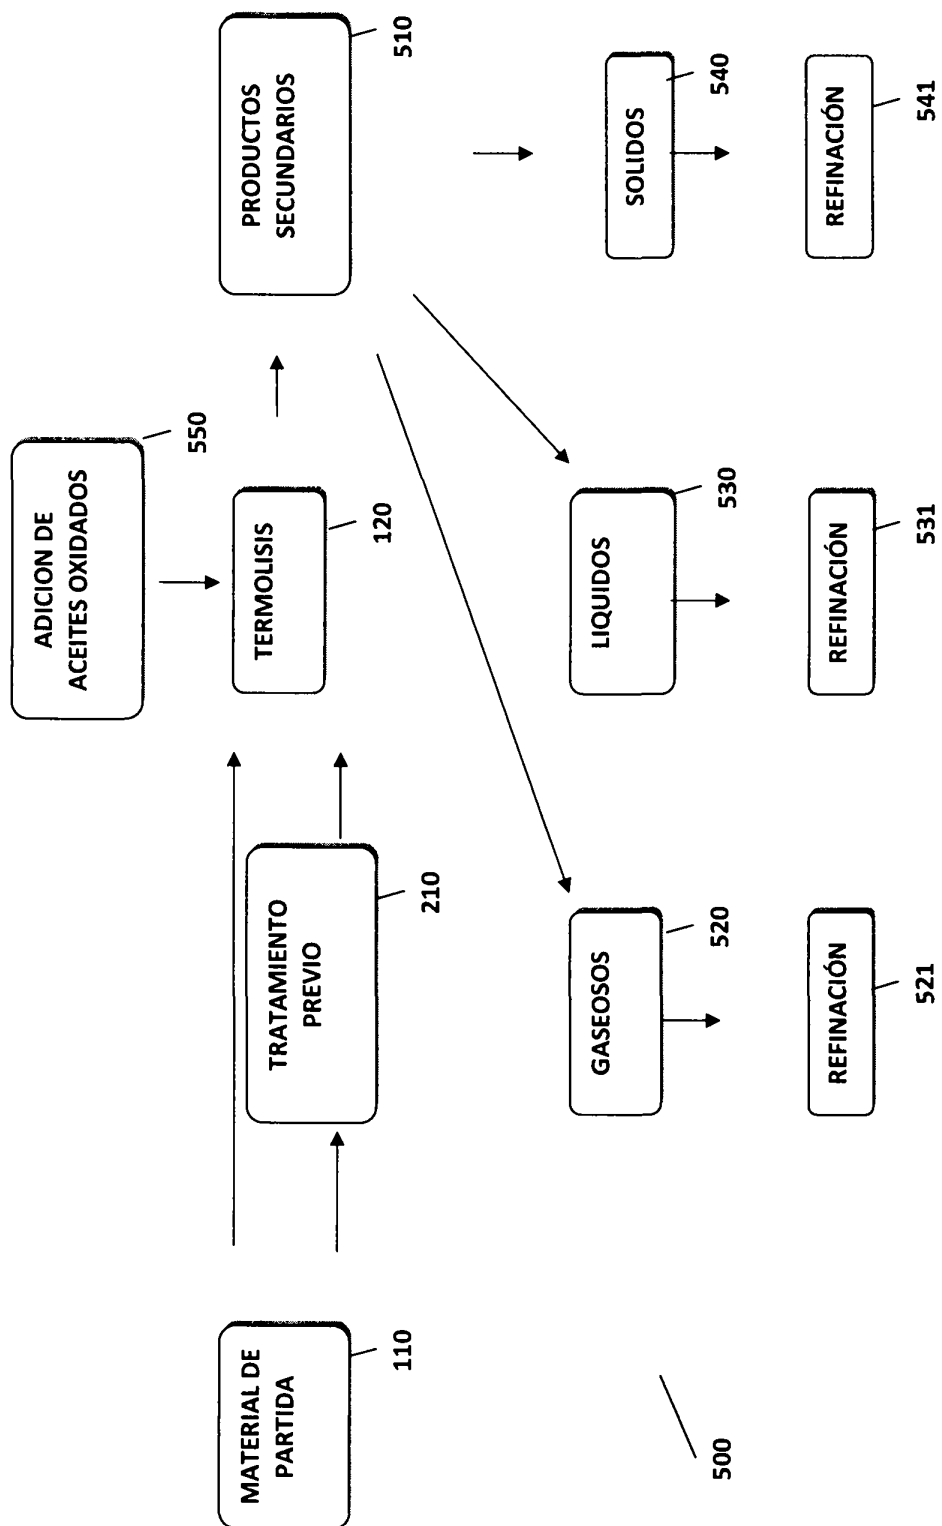 ADICION DE
ACEITES OXIDADOS
550
MATERIAL DE
PARTIDA
110
TRATAMIENTO
PREVIO
210
TERMOLISIS
120
PRODUCTOS
SECUNDARIOS
510
GASEOSOS
520
LIQUIDOS
530
SOLIDOS
540
REFINACIÓN
521
REFINACIÓN
531
REFINACIÓN
541
500